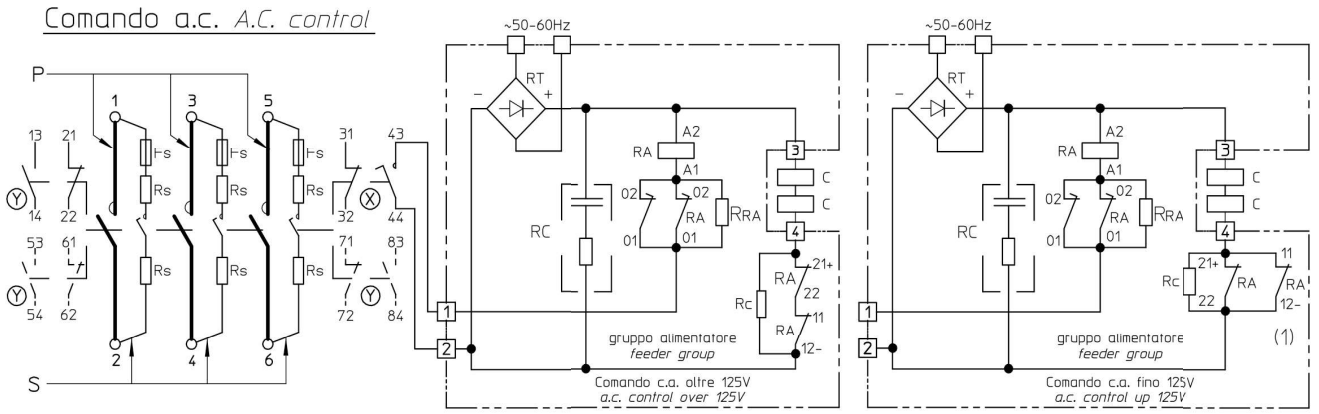 Comando a.c. A.C. control
P
1 3 5
13 21
Fs Fs Fs
31 43
Y
Rs Rs Rs
X
14 22
32 44
53 61
71 83
Y
Rs Rs Rs
Y
54 62
72 84
2 4 6
S
~50-60Hz
RT
- +
A2
RA
A1
3
C
C
02 02
RA
RRA
01 01
4
RC
RA 21+
22
Rc
RA 11
12-
1
2
gruppo alimentatore
feeder group
Comando c.a. oltre 125V
a.c. control over 125V
~50-60Hz
RT
- +
A2
RA
A1
3
C
C
02 02
RA
RRA
01 01
4
RC
Rc 21+ RA 11 RA
22 12-
1
2
(1)
gruppo alimentatore
feeder group
Comando c.a. fino 125V
a.c. control up 125V